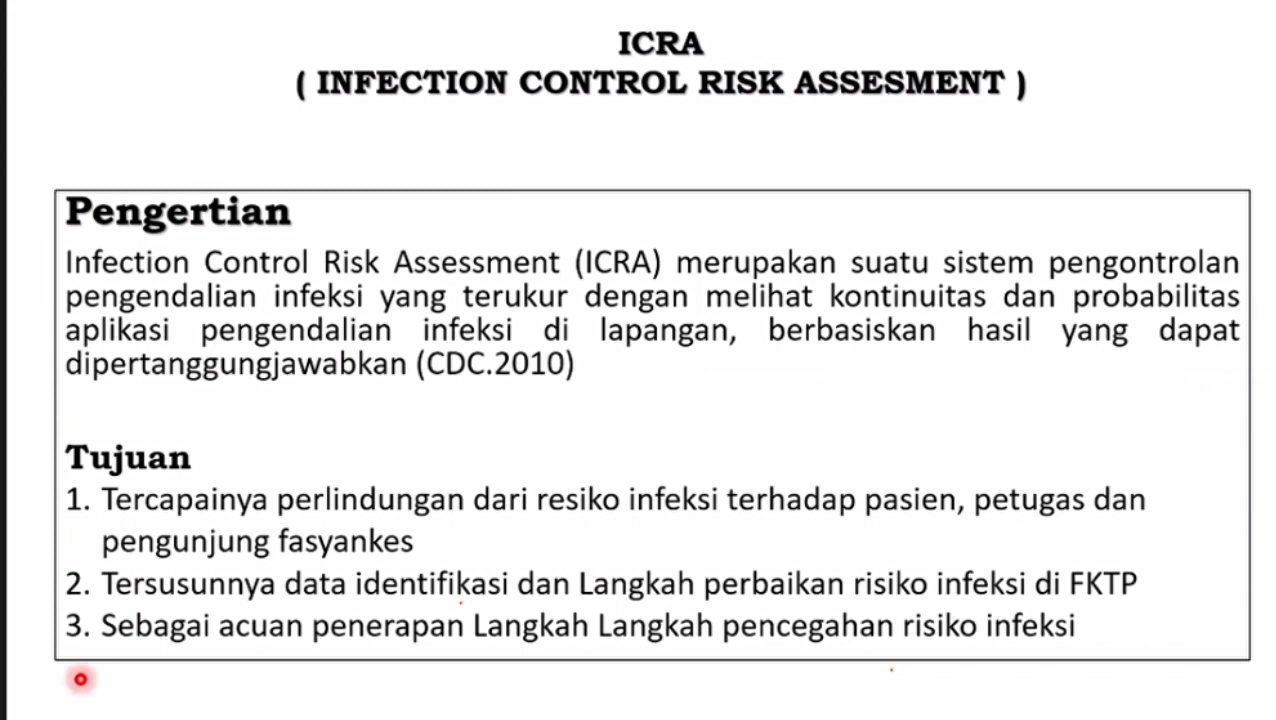 ICRA
( INFECTION CONTROL RISK ASSESMENT )
Pengertian
Infection Control Risk Assessment (ICRA) merupakan suatu sistem pengontrolan
pengendalian infeksi yang terukur dengan melihat kontinuitas dan probabilitas
aplikasi pengendalian infeksi di lapangan, berbasiskan hasil yang dapat
dipertanggungjawabkan (CDC.2010)
Tujuan
1. Tercapainya perlindungan dari resiko infeksi terhadap pasien, petugas dan
pengunjung fasyankes
2. Tersusunnya data identifikasi dan Langkah perbaikan risiko infeksi di FKTP
3. Sebagai acuan penerapan Langkah Langkah pencegahan risiko infeksi